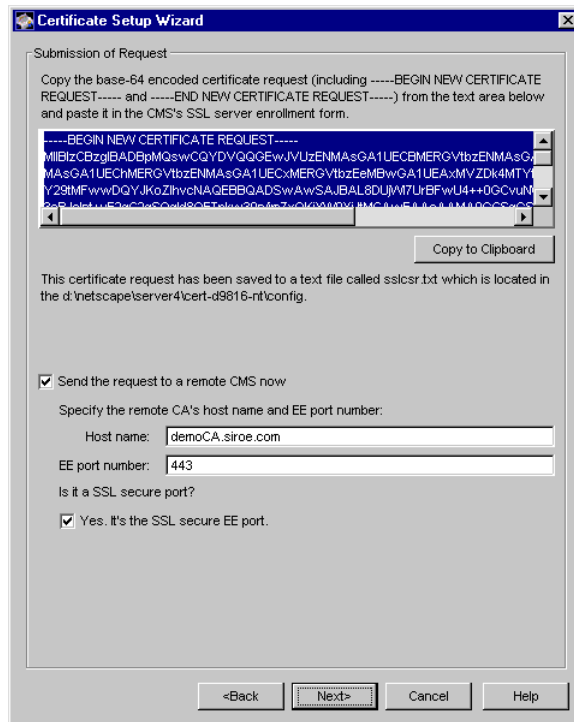 Certificate Setup Wizard
Submission of Request
Copy the base-64 encoded certificate request (including -----BEGIN NEW CERTIFICATE
REQUEST----- and -----END NEW CERTIFICATE REQUEST-----) from the text area below
and paste it in the CMS's SSL server enrollment form.
-----BEGIN NEW CERTIFICATE REQUEST-----
Copy to Clipboard
This certificate request has been saved to a text file called sslcsr.txt which is located in
the d:\netscape\server4\cert-d9816-nt\config.
Send the request to a remote CMS now
Specify the remote CA's host name and EE port number:
Host name: demoCA.siroe.com
EE port number: 443
Is it a SSL secure port?
Yes. It's the SSL secure EE port.
<Back Next> Cancel Help